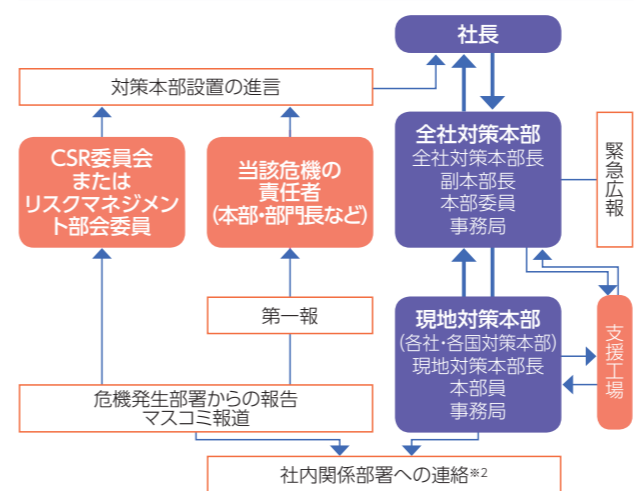 社長
対策本部設置の進言
CSR委員会
または
リスクマネジメン
ト部会委員
当該危機の
責任者
(本部・部門長など)
全社対策本部
全社対策本部長
副本部長
本部委員
事務局
緊急広報
第一報
現地対策本部
(各社・各国対策本部)
現地対策本部長
本部員
事務局
支援工場
危機発生部署からの報告
マスコミ報道
社内関係部署への連絡※2